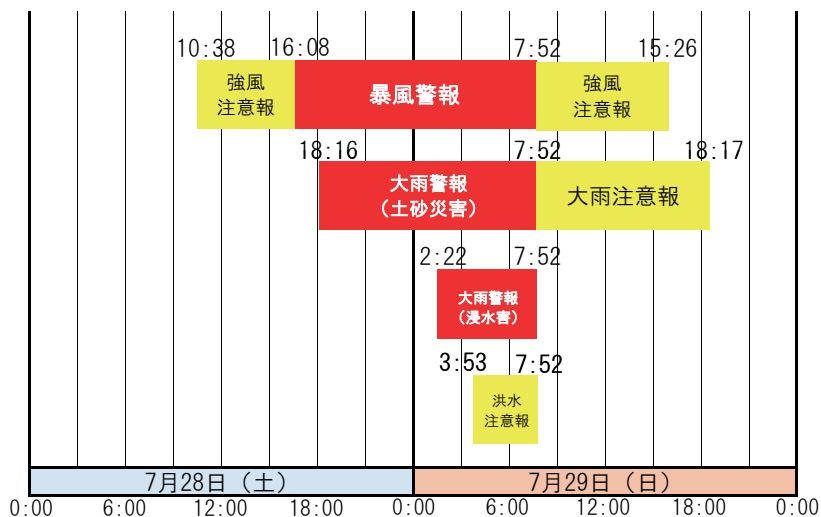 10:38
16:08
7:52
15:26
強風
注意報
暴風警報
強風
注意報
18:16
7:52
18:17
大雨警報
（土砂災害）
大雨注意報
2:22
7:52
大雨警報
（浸水害）
3:53
7:52
洪水
注意報
7月28日（土）
7月29日（日）
0:00
6:00
12:00
18:00
0:00
6:00
12:00
18:00
0:00